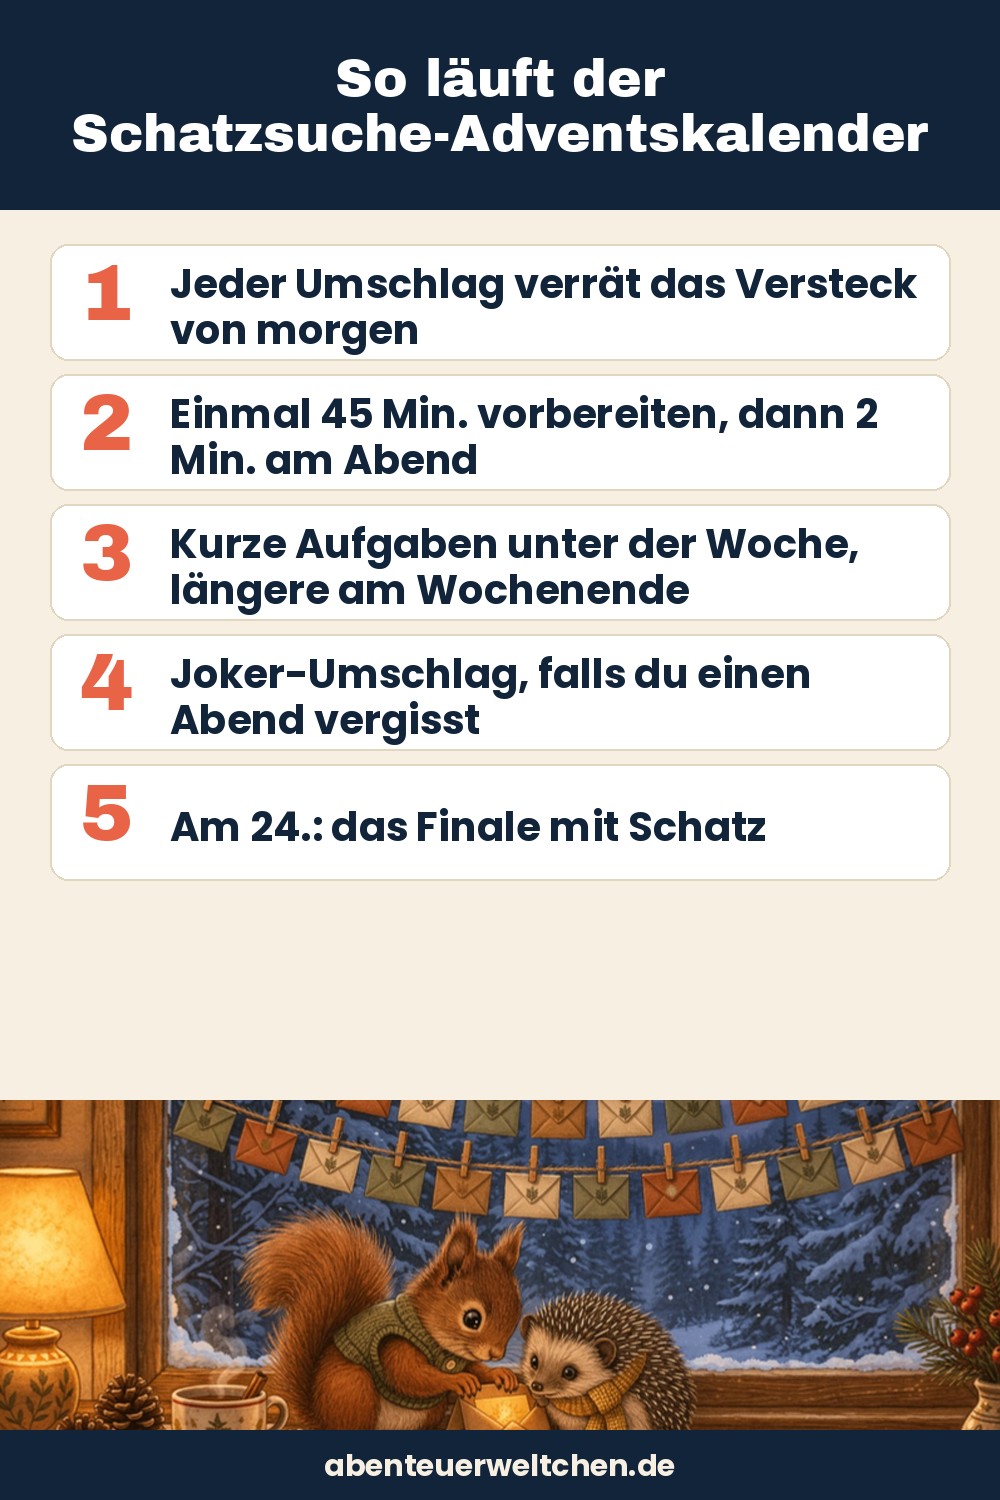 So läuft der
Schatzsuche-Adventskalender
1 Jeder Umschlag verrät das Versteck
von morgen
2 Einmal 45 Min. vorbereiten, dann 2
Min. am Abend
3 Kurze Aufgaben unter der Woche,
längere am Wochenende
4 Joker-Umschlag, falls du einen
Abend vergisst
5 Am 24.: das Finale mit Schatz
abenteuerweltchen.de